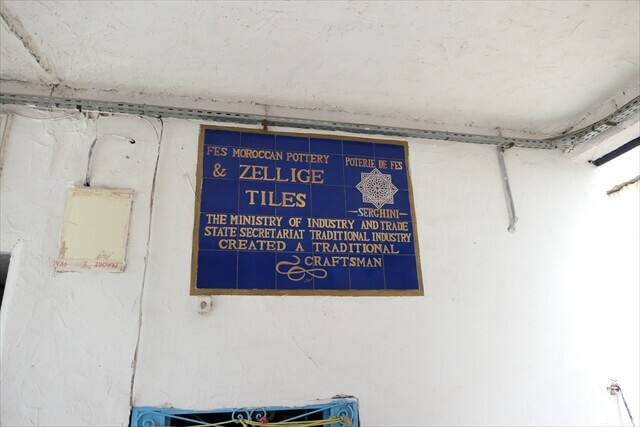 FES MOROCCAN POTTERY
& ZELLIGE
TILES
POTERIE DE FES
SERGHINI
THE MINISTRY OF INDUSTRY AND TRADE
STATE SECRETARIAT TRADITIONAL INDUSTRY
CREATED A TRADITIONAL
CRAFTSMAN